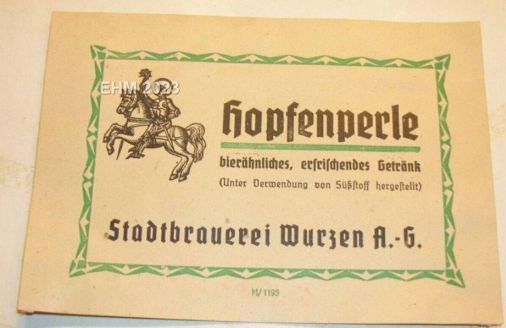 EHM 2023
Hopfenperle
bierähnliches, erfrischendes Getränk
(Unter Verwendung von Süßstoff hergestellt)
Stadtbrauerei Wurzen A.-G.
M/1195